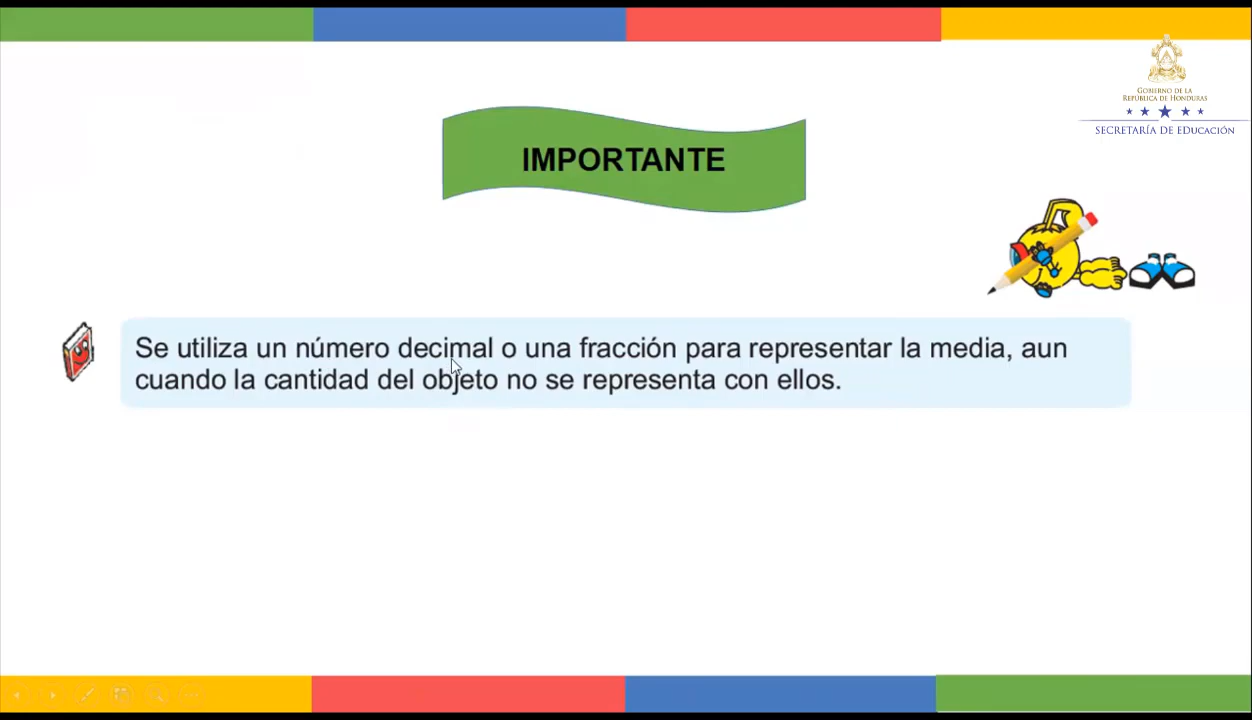 GOBIERNO DE LA
REPÚBLICA DE HONDURAS
SECRETARÍA DE EDUCACIÓN
IMPORTANTE
Se utiliza un número decimal o una fracción para representar la media, aun
cuando la cantidad del objeto no se representa con ellos.